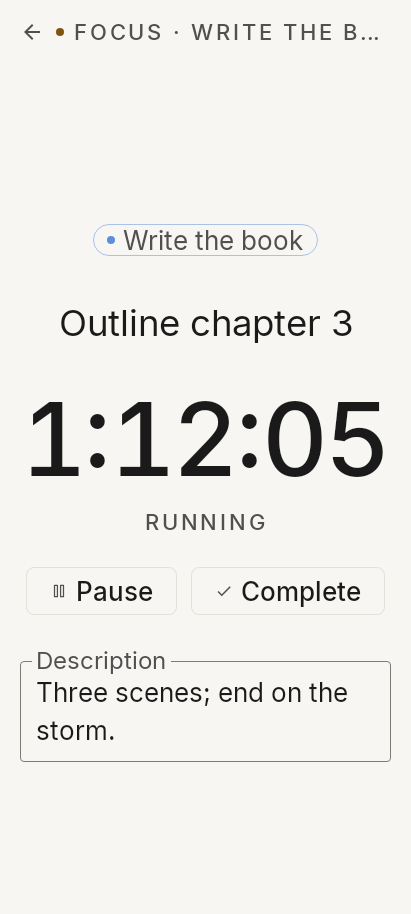 FOCUS · WRITE THE B...
Write the book
Outline chapter 3
1:12:05
RUNNING
Pause
Complete
Description
Three scenes; end on the
storm.